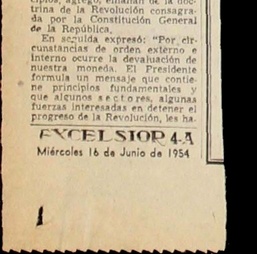 cipios, agregó, emanan de la doc-
trina de la Revolución consagra-
da por la Constitución General
de la República.
En seguida expresó: "Por cir-
cunstancias de orden externo e
interno ocurre la devaluación de
nuestra moneda. El Presidente
formula un mensaje que contie-
ne principios fundamentales y
que algunos sectores, algunas
fuerzas interesadas en detener el
progreso de la Revolución, les ha-
EXCELSIOR 4-A
Miércoles 16 de Junio de 1954
1